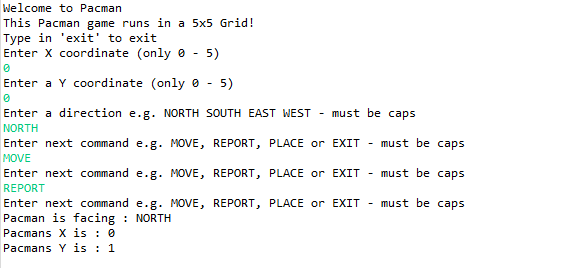 Welcome to Pacman
This Pacman game runs in a 5x5 Grid!
Type in 'exit' to exit
Enter X coordinate (only 0 - 5)
0
Enter a Y coordinate (only 0 - 5)
0
Enter a direction e.g. NORTH SOUTH EAST WEST - must be caps
NORTH
Enter next command e.g. MOVE, REPORT, PLACE or EXIT - must be caps
MOVE
Enter next command e.g. MOVE, REPORT, PLACE or EXIT - must be caps
REPORT
Enter next command e.g. MOVE, REPORT, PLACE or EXIT - must be caps
Pacman is facing : NORTH
Pacmans X is : 0
Pacmans Y is : 1